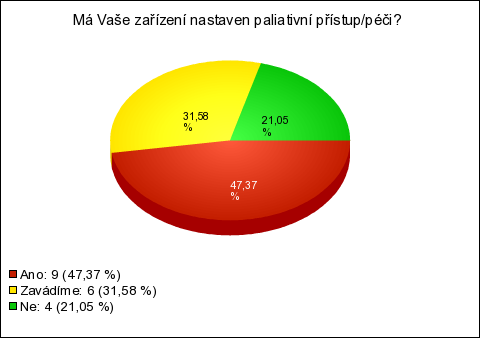 Má Vaše zařízení nastaven paliativní přístup/péči?
31,58
%
21,05
%
47,37
%
Ano: 9 (47,37 %)
Zavádíme: 6 (31,58 %)
Ne: 4 (21,05 %)